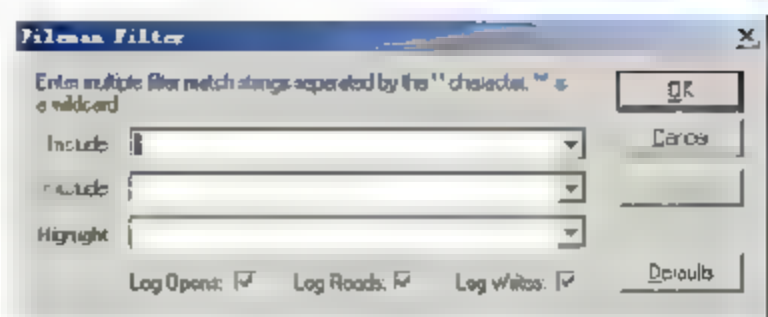 Filemon Filter
Enter multiple filter match strings separated by the ';' character. '*' is
a wildcard
Include
OK
Cancel
Highlight
Log Opens: Log Reads: Log Writes:
Defaults